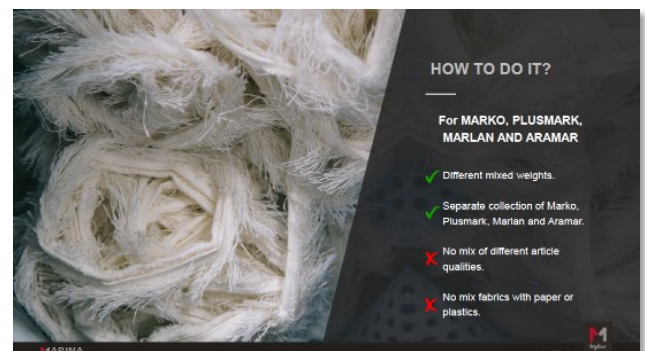 HOW TO DO IT?
For MARKO, PLUSMARK,
MARLAN AND ARAMAR
Different mixed weights.
Separate collection of Marko,
Plusmark, Marlan and Aramar.
No mix of different article
qualities.
No mix fabrics with paper or
plastics.
MARINA